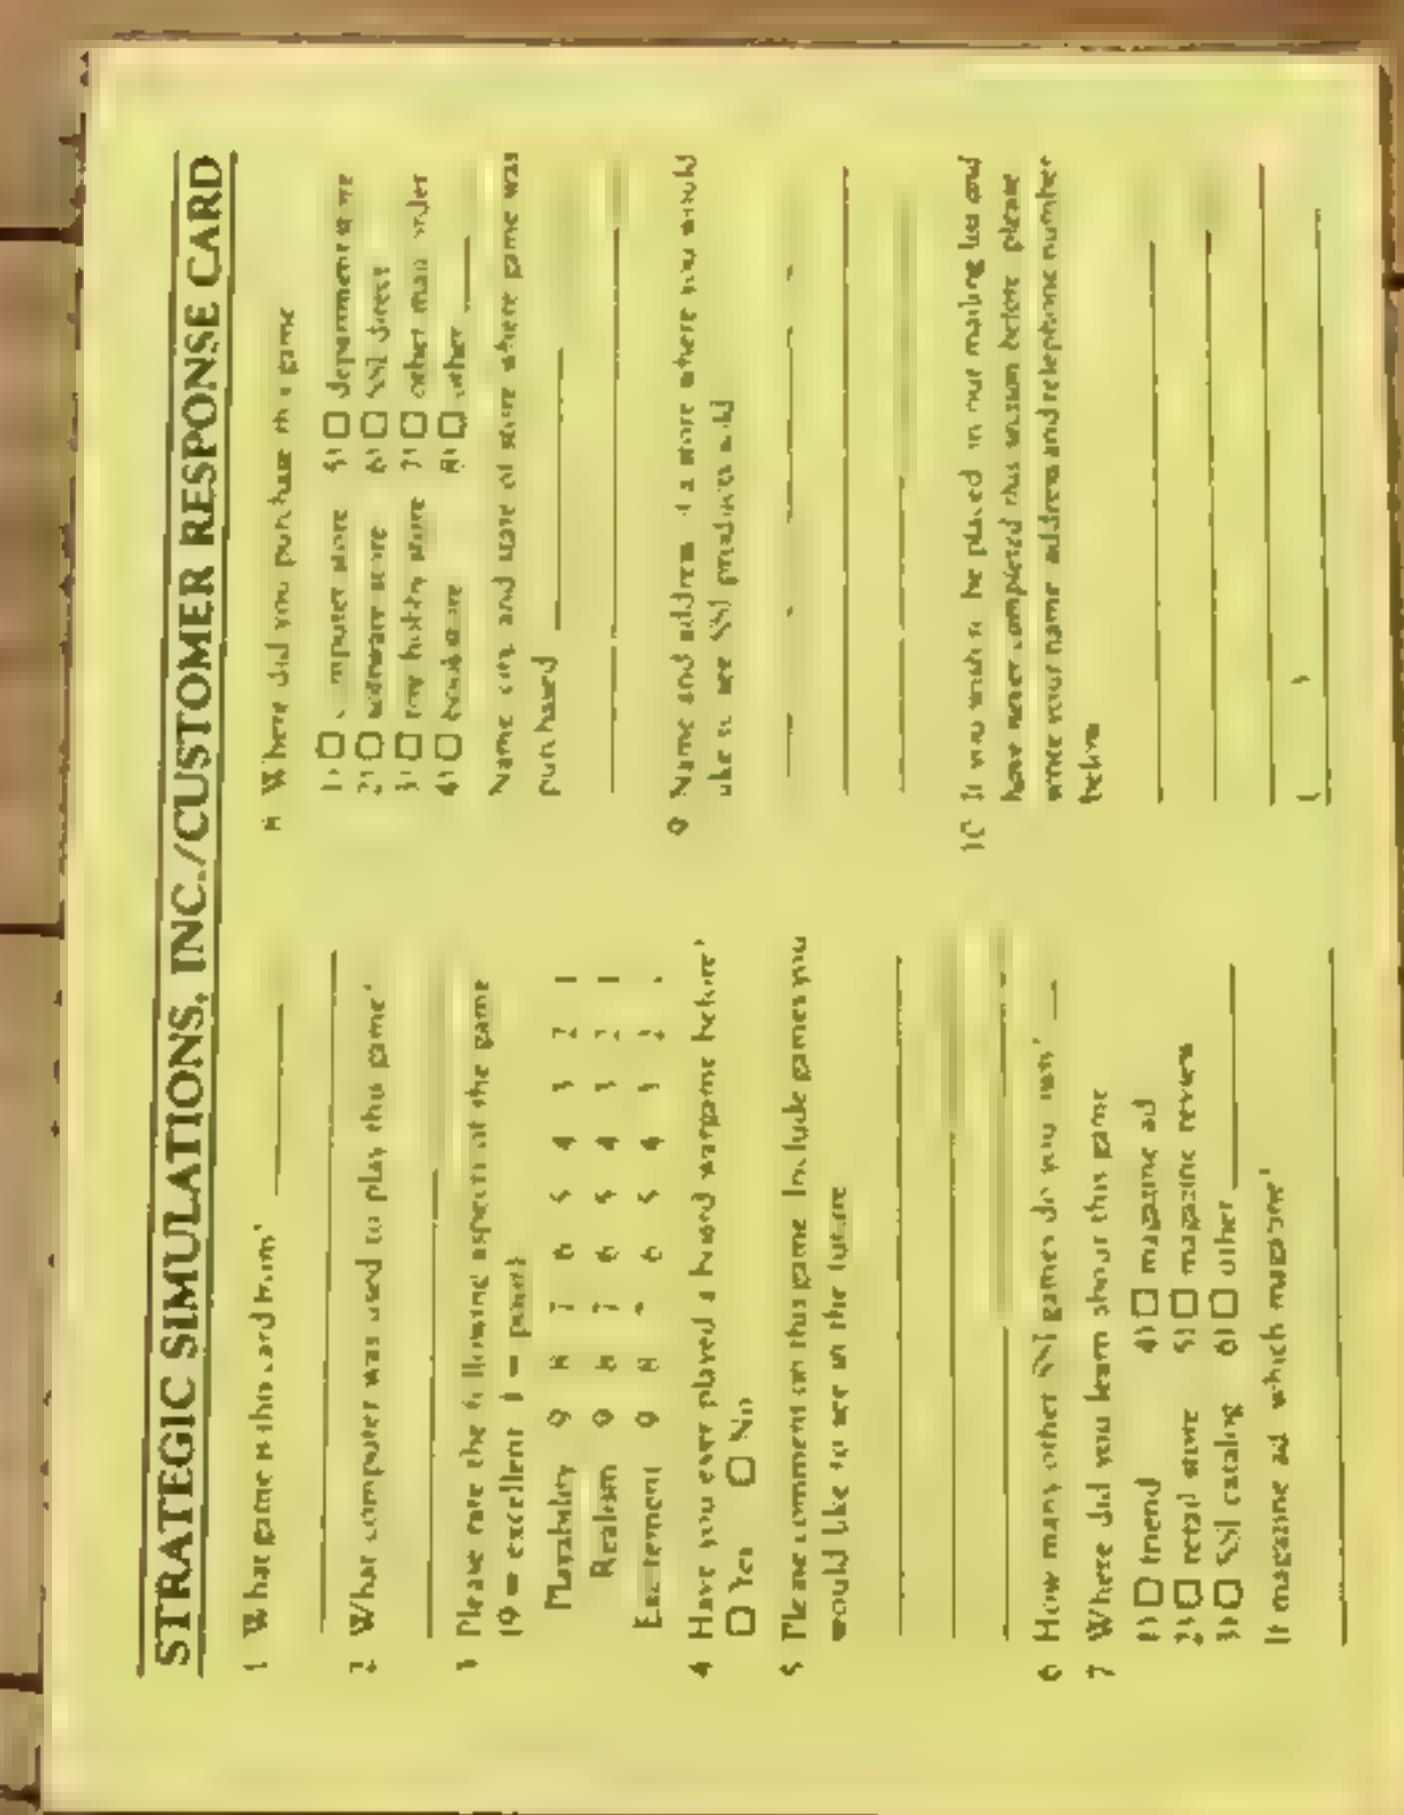 STRATEGIC SIMULATIONS, INC./CUSTOMER RESPONSE CARD
1 What game is this card from?
2 What computer was used to play this game?
3 Please rate the following aspects of the game
(9 = excellent 1 = poor)
Playability 9 8 7 6 5 4 3 2 1
Realism 9 8 7 6 5 4 3 2 1
Excitement 9 8 7 6 5 4 3 2 1
4 Have you ever played a board wargame before?
Yes No
5 Please comment on this game Include games you
would like to see in the future
6 How many other SSI games do you own?
7 Where did you learn about this game
1) friend 4) magazine ad
2) retail store 5) magazine review
3) SSI catalog 6) other
If magazine ad which magazine?
8 Where did you purchase this game
1) computer store 5) department store
2) software store 6) SSI direct
3) toy hobby store 7) other mail order
4) bookstore 8) other
Name city and state of store where game was
purchased
9 Name and address of a store where you would
like to see SSI products sold
10 If you wish to be placed in our mailing list and
have never completed this section before please
write your name address and telephone number
below
( )